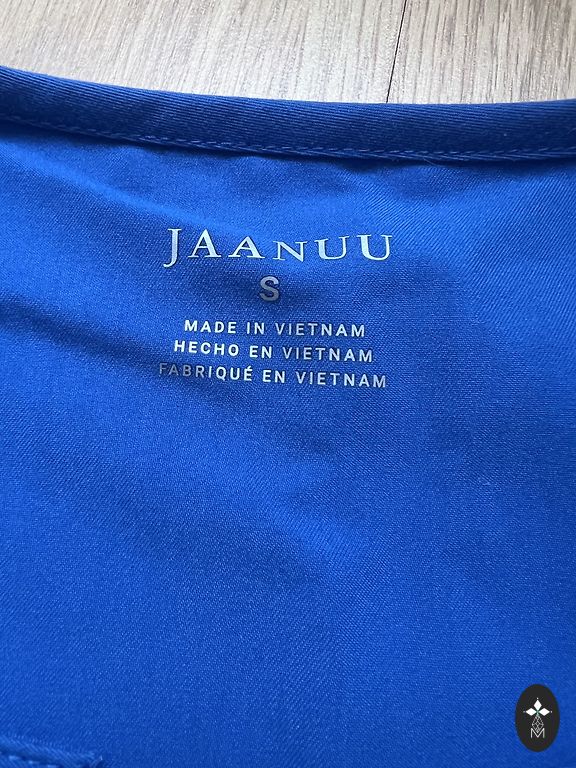 JAANUU
S
MADE IN VIETNAM
HECHO EN VIETNAM
FABRIQUÉ EN VIETNAM
M